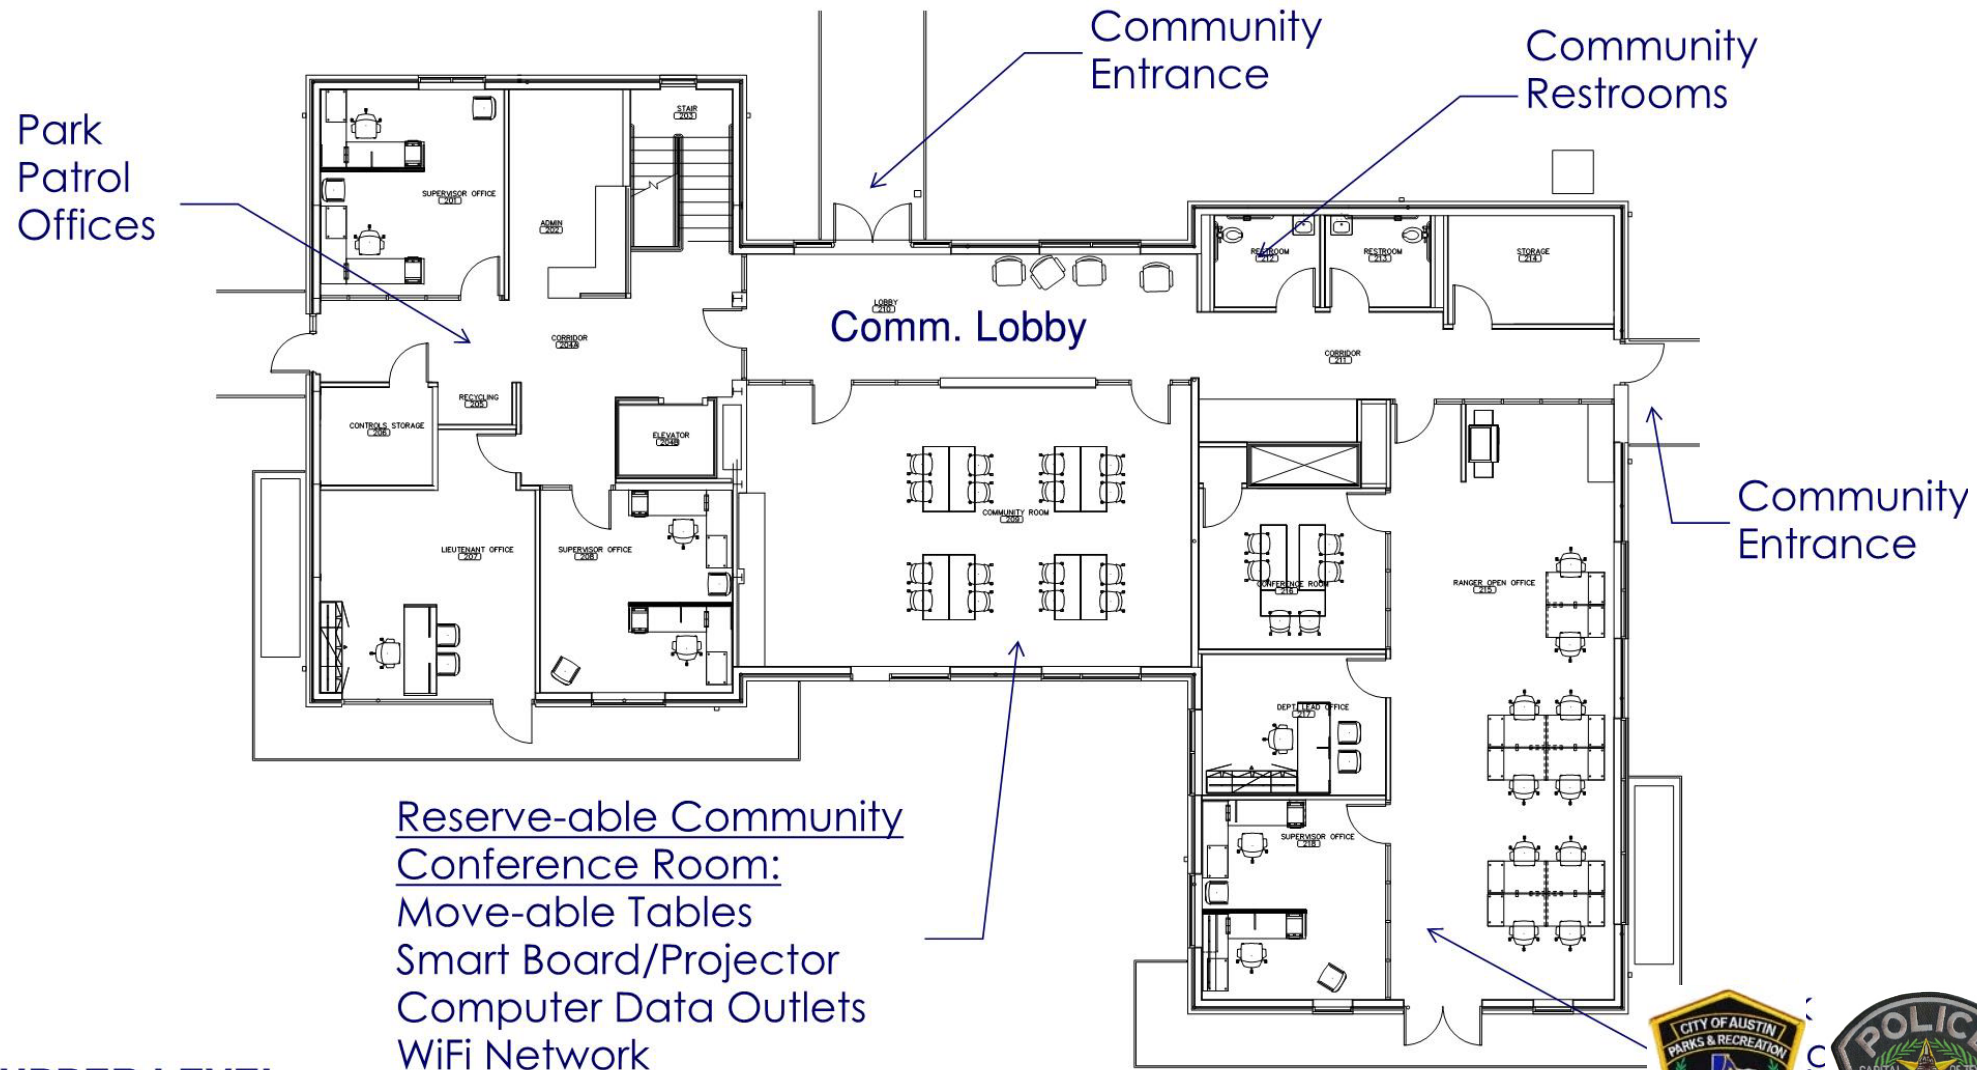 Community
Entrance
Community
Restrooms
Park
Patrol
Offices
STAIR
203
SUPERVISOR OFFICE
201
ADMIN
202
RESTROOM
212
RESTROOM
213
STORAGE
214
LOBBY
210
Comm. Lobby
CORRIDOR
204A
CORRIDOR
211
RECYCLING
205
CONTROLS STORAGE
206
ELEVATOR
204B
COMMUNITY ROOM
209
LIEUTENANT OFFICE
207
SUPERVISOR OFFICE
208
CONFERENCE ROOM
216
RANGER OPEN OFFICE
215
Community
Entrance
DEPT. LEAD OFFICE
217
SUPERVISOR OFFICE
218
Reserve-able Community
Conference Room:
Move-able Tables
Smart Board/Projector
Computer Data Outlets
WiFi Network
CITY OF AUSTIN
PARKS & RECREATION
POLIC